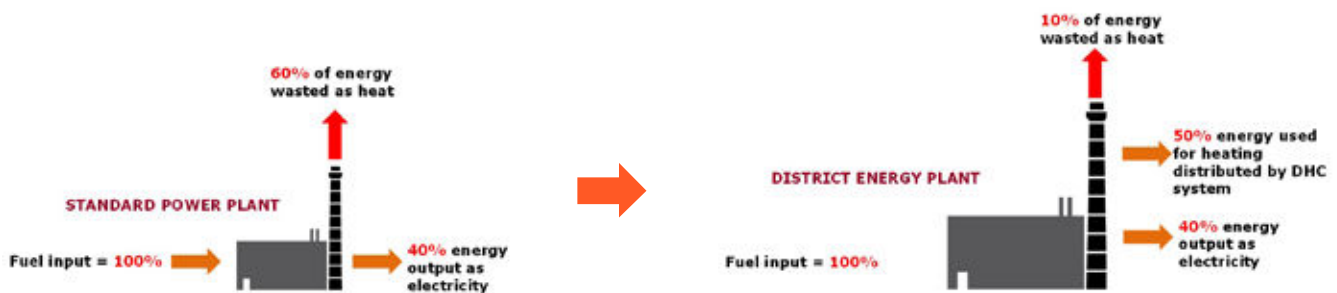 60% of energy
wasted as heat
STANDARD POWER PLANT
Fuel input = 100%
40% energy
output as
electricity
10% of energy
wasted as heat
50% energy used
for heating
distributed by DHC
system
DISTRICT ENERGY PLANT
Fuel input = 100%
40% energy
output as
electricity